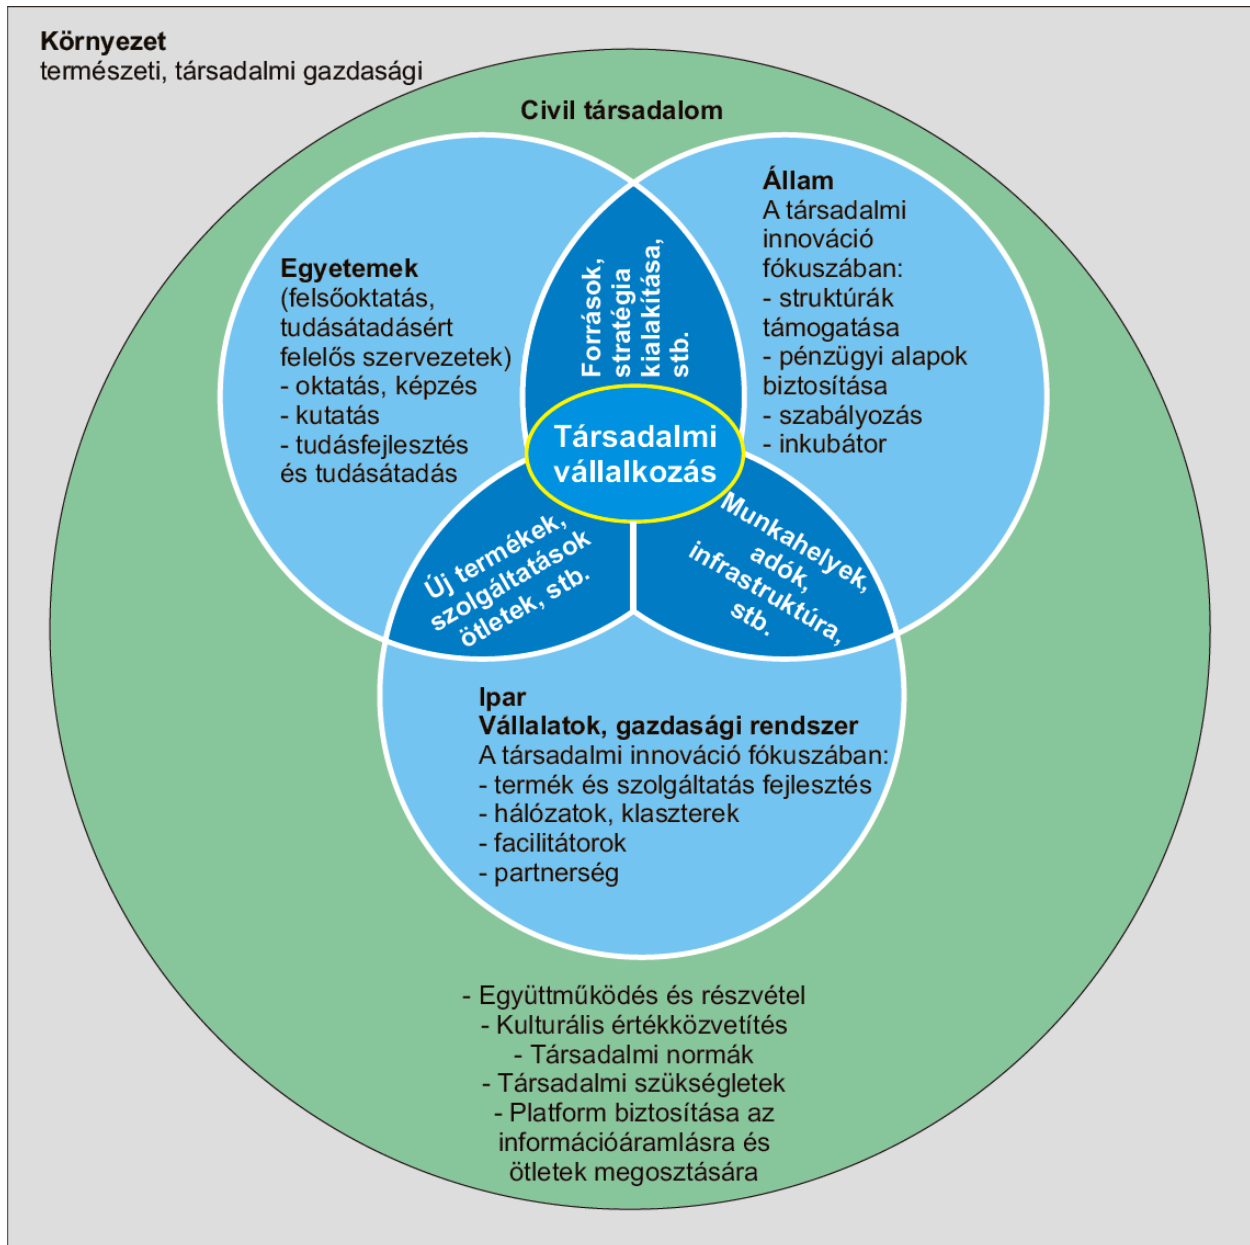 Környezet
természeti, társadalmi gazdasági
Civil társadalom
Egyetemek
(felsőoktatás,
tudásátadásért
felelős szervezetek)
- oktatás, képzés
- kutatás
- tudásfejlesztés
és tudásátadás
Források,
stratégia
kialakítása,
stb.
Állam
A társadalmi
innováció
fókuszában:
- struktúrák
támogatása
- pénzügyi alapok
biztosítása
- szabályozás
- inkubátor
Társadalmi
vállalkozás
Új termékek,
szolgáltatások
ötletek, stb.
Munkahelyek,
adók,
infrastruktúra,
stb.
Ipar
Vállalatok, gazdasági rendszer
A társadalmi innováció fókuszában:
- termék és szolgáltatás fejlesztés
- hálózatok, klaszterek
- facilitátorok
- partnerség
- Együttműködés és részvétel
- Kulturális értékközvetítés
- Társadalmi normák
- Társadalmi szükségletek
- Platform biztosítása az
információáramlásra és
ötletek megosztására